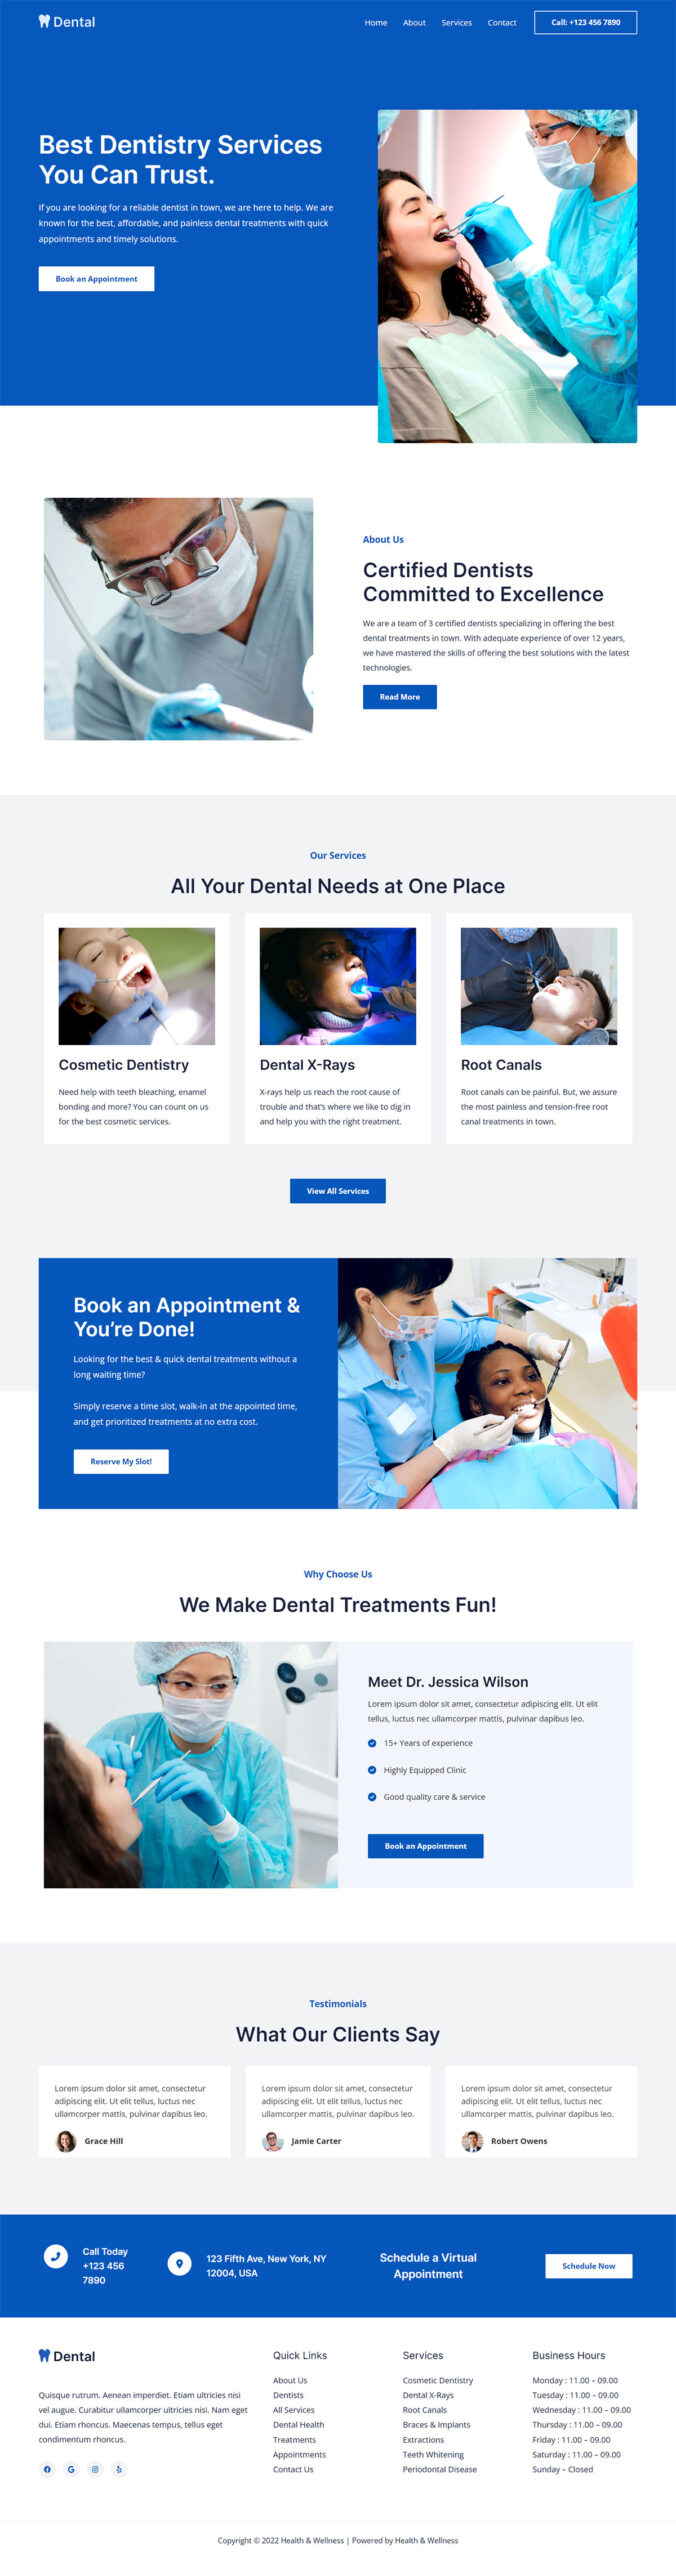 Dental
Home About Services Contact Call: +123 456 7890
Best Dentistry Services
You Can Trust.
If you are looking for a reliable dentist in town, we are here to help. We are
known for the best, affordable, and painless dental treatments with quick
appointments and timely solutions.
Book an Appointment
About Us
Certified Dentists
Committed to Excellence
We are a team of 3 certified dentists specializing in offering the best
dental treatments in town. With adequate experience of over 12 years,
we have mastered the skills of offering the best solutions with the latest
technologies.
Read More
Our Services
All Your Dental Needs at One Place
Cosmetic Dentistry
Need help with teeth bleaching, enamel
bonding and more? You can count on us
for the best cosmetic services.
Dental X-Rays
X-rays help us reach the root cause of
trouble and that's where we like to dig in
and help you with the right treatment.
Root Canals
Root canals can be painful. But, we assure
the most painless and tension-free root
canal treatments in town.
View All Services
Book an Appointment &
You're Done!
Looking for the best & quick dental treatments without a
long waiting time?
Simply reserve a time slot, walk-in at the appointed time,
and get prioritized treatments at no extra cost.
Reserve My Slot!
Why Choose Us
We Make Dental Treatments Fun!
Meet Dr. Jessica Wilson
Lorem ipsum dolor sit amet, consectetur adipiscing elit. Ut elit
tellus, luctus nec ullamcorper mattis, pulvinar dapibus leo.
15+ Years of experience
Highly Equipped Clinic
Good quality care & service
Book an Appointment
Testimonials
What Our Clients Say
Lorem ipsum dolor sit amet, consectetur
adipiscing elit. Ut elit tellus, luctus nec
ullamcorper mattis, pulvinar dapibus leo.
Grace Hill
Lorem ipsum dolor sit amet, consectetur
adipiscing elit. Ut elit tellus, luctus nec
ullamcorper mattis, pulvinar dapibus leo.
Jamie Carter
Lorem ipsum dolor sit amet, consectetur
adipiscing elit. Ut elit tellus, luctus nec
ullamcorper mattis, pulvinar dapibus leo.
Robert Owens
Call Today
+123 456
7890
123 Fifth Ave, New York, NY
12004, USA
Schedule a Virtual
Appointment
Schedule Now
Dental
Quisque rutrum. Aenean imperdiet. Etiam ultricies nisi
vel augue. Curabitur ullamcorper ultricies nisi. Nam eget
dui. Etiam rhoncus. Maecenas tempus, tellus eget
condimentum rhoncus.
Quick Links
About Us
Dentists
All Services
Dental Health
Treatments
Appointments
Contact Us
Services
Cosmetic Dentistry
Dental X-Rays
Root Canals
Braces & Implants
Extractions
Teeth Whitening
Periodontal Disease
Business Hours
Monday : 11.00 – 09.00
Tuesday : 11.00 – 09.00
Wednesday : 11.00 – 09.00
Thursday : 11.00 – 09.00
Friday : 11.00 – 09.00
Saturday : 11.00 – 09.00
Sunday – Closed
Copyright © 2022 Health & Wellness | Powered by Health & Wellness